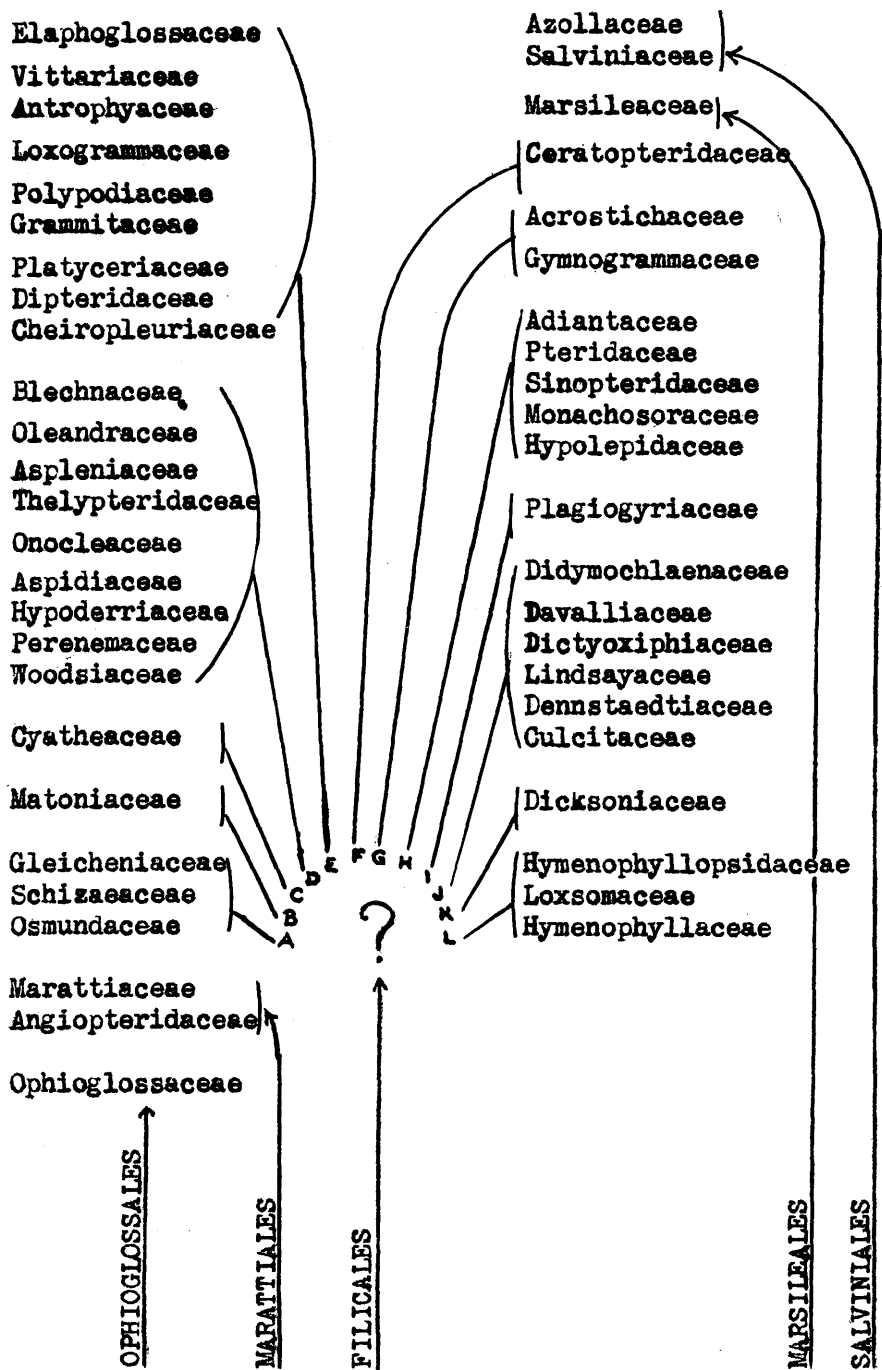 Elaphoglossaceae
Vittariaceae
Antrophyaceae
Loxogrammaceae
Polypodiaceae
Grammitaceae
Platyceriaceae
Dipteridaceae
Cheiropleuriaceae
Blechnaceae
Oleandraceae
Aspleniaceae
Thelypteridaceae
Onocleaceae
Aspidiaceae
Hypoderriaceae
Perenemaceae
Woodsiaceae
Cyatheaceae
Matoniaceae
Gleicheniaceae
Schizaeaceae
Osmundaceae
Marattiaceae
Angiopteridaceae
Ophioglossaceae
Azollaceae
Salviniaceae
Marsileaceae
Ceratopteridaceae
Acrostichaceae
Gymnogrammaceae
Adiantaceae
Pteridaceae
Sinopteridaceae
Monachosoraceae
Hypolepidaceae
Plagiogyriaceae
Didymochlaenaceae
Davalliaceae
Dictyoxiphiaceae
Lindsayaceae
Dennstaedtiaceae
Culcitaceae
Dicksoniaceae
Hymenophyllopsidaceae
Loxsomaceae
Hymenophyllaceae
A
B
C
D
E
F
G
H
I
J
K
L
?
OPHIOGLOSSALES
MARATTIALES
FILICALES
MARSILEALES
SALVINIALES